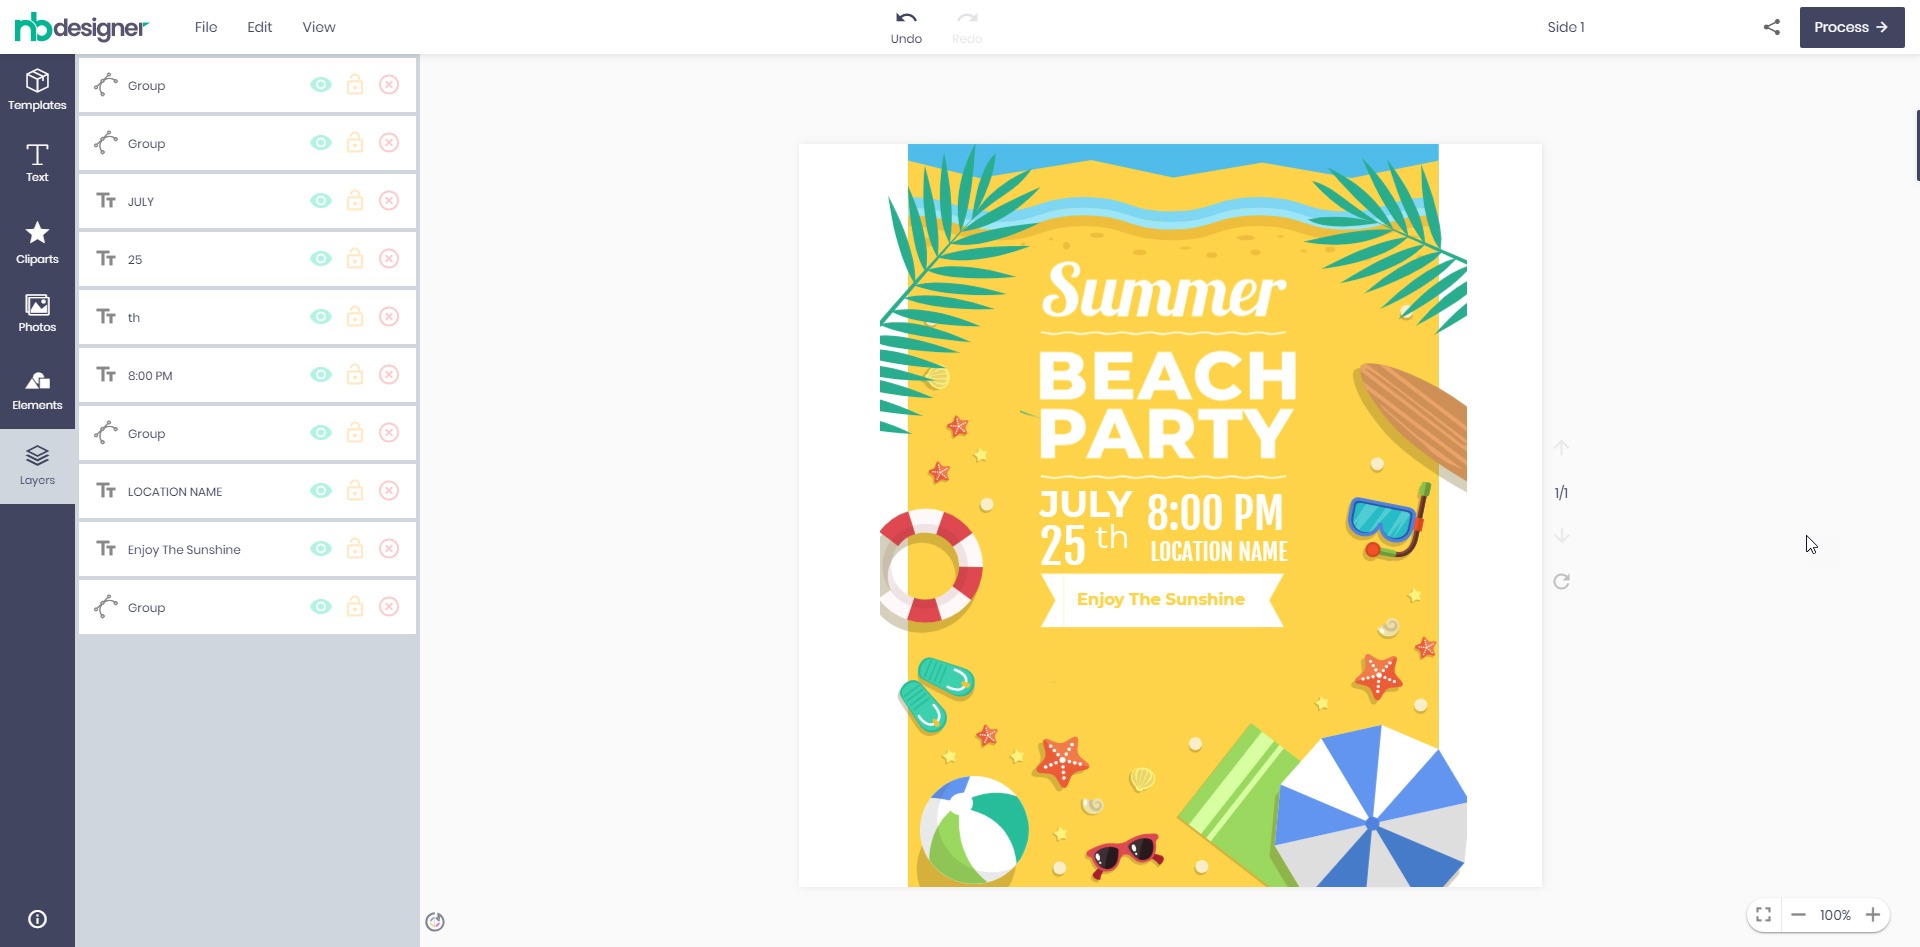 nbdesigner
File Edit View
Undo
Redo
Side 1
Process
Templates
Text
Cliparts
Photos
Elements
Layers
Group
Group
JULY
25
th
8:00 PM
Group
LOCATION NAME
Enjoy The Sunshine
Group
Summer
BEACH
PARTY
JULY 8:00 PM
25 th LOCATION NAME
Enjoy The Sunshine
1/1
100%